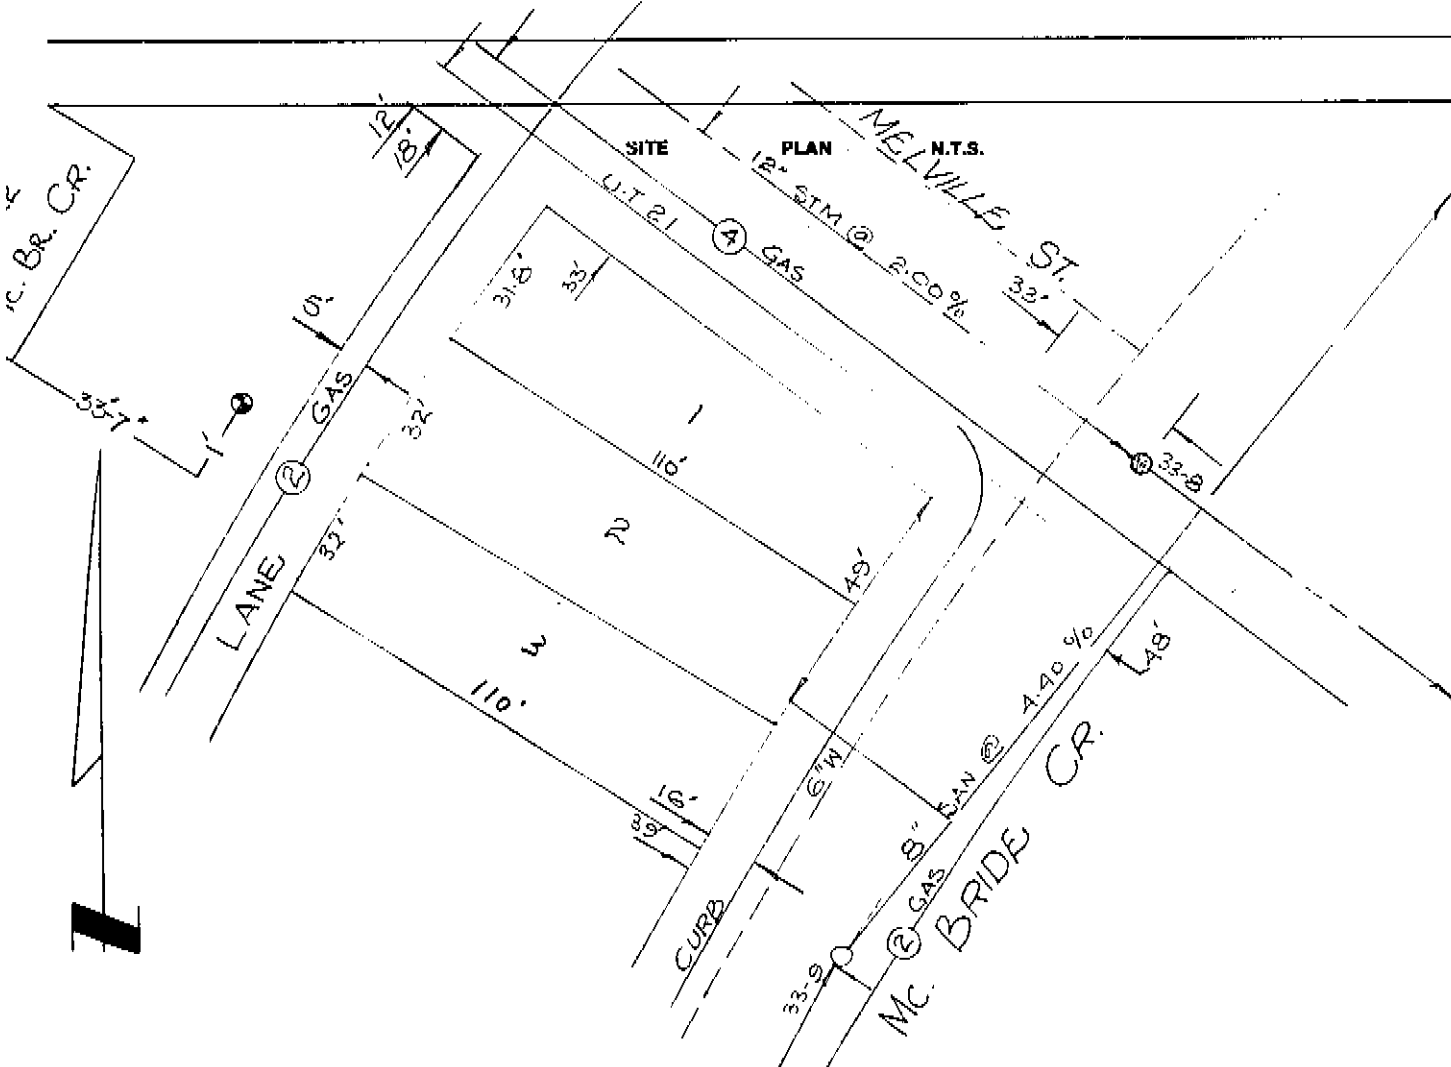 SITE PLAN N.T.S.
12'
18'
MELVILLE ST.
12" STM @ 2.00%
U.T. 21
4 GAS
BR. CR.
31.8'
33'
33'
5'
33-7"
1'
GAS
2
LANE
32'
32'
1
110'
2
3
110'
49'
33-8
48'
16'
39'
6"W
CURB
8" SAN @ 4.40 %
2 GAS
33-9
MC. BRIDE CR.